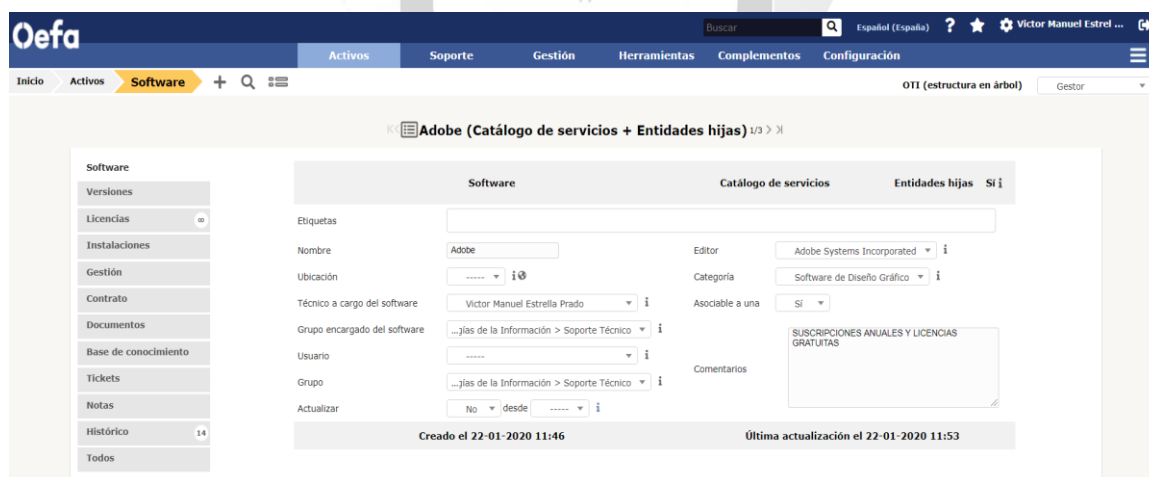 Oefa
Buscar Español (España) ? Victor Manuel Estrel ...
Activos Soporte Gestión Herramientas Complementos Configuración
Inicio Activos Software + OTI (estructura en árbol) Gestor
Adobe (Catálogo de servicios + Entidades hijas) 1/3
Software
Versiones
Licencias ∞
Instalaciones
Gestión
Contrato
Documentos
Base de conocimiento
Tickets
Notas
Histórico 14
Todos
Software Catálogo de servicios Entidades hijas Sí i
Etiquetas
Nombre Adobe Editor Adobe Systems Incorporated i
Ubicación ----- i Categoría Software de Diseño Gráfico i
Técnico a cargo del software Victor Manuel Estrella Prado i Asociable a una Sí
Grupo encargado del software ...gías de la Información > Soporte Técnico i
Usuario ----- i
Grupo ...gías de la Información > Soporte Técnico i
Actualizar No desde ----- i
Comentarios
SUSCRIPCIONES ANUALES Y LICENCIAS
GRATUITAS
Creado el 22-01-2020 11:46 Última actualización el 22-01-2020 11:53